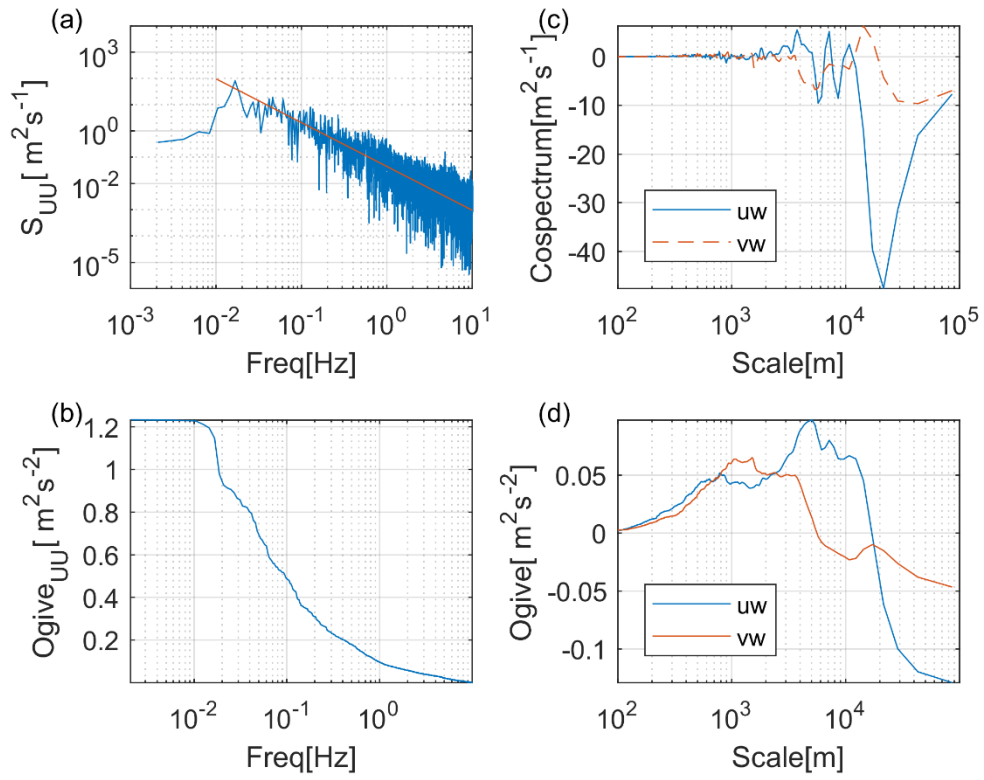 (a)
S_UU[ m^2 s^-1]
10^3
10^0
10^-2
10^-5
10^-3
10^-2
10^-1
10^0
10^1
Freq[Hz]
(c)
Cospectrum[m^2 s^-1]
0
-10
-20
-30
-40
uw
vw
10^2
10^3
10^4
10^5
Scale[m]
(b)
Ogive_UU[ m^2 s^-2]
1.2
1
0.8
0.6
0.4
0.2
10^-2
10^-1
10^0
Freq[Hz]
(d)
Ogive[ m^2 s^-2]
0.05
0
-0.05
-0.1
uw
vw
10^2
10^3
10^4
Scale[m]